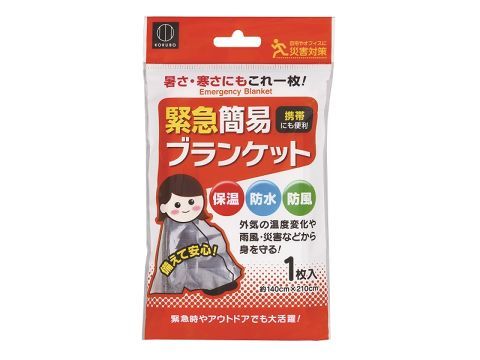 KOKUBO
自宅やオフィスに
災害対策
暑さ・寒さにもこれ一枚!
Emergency Blanket
緊急簡易
携帯
にも便利
ブランケット
保温
防水
防風
外気の温度変化や
雨風・災害などから
身を守る!
備えて安心!
1枚入
約140cm×210cm
緊急時やアウトドアでも大活躍!